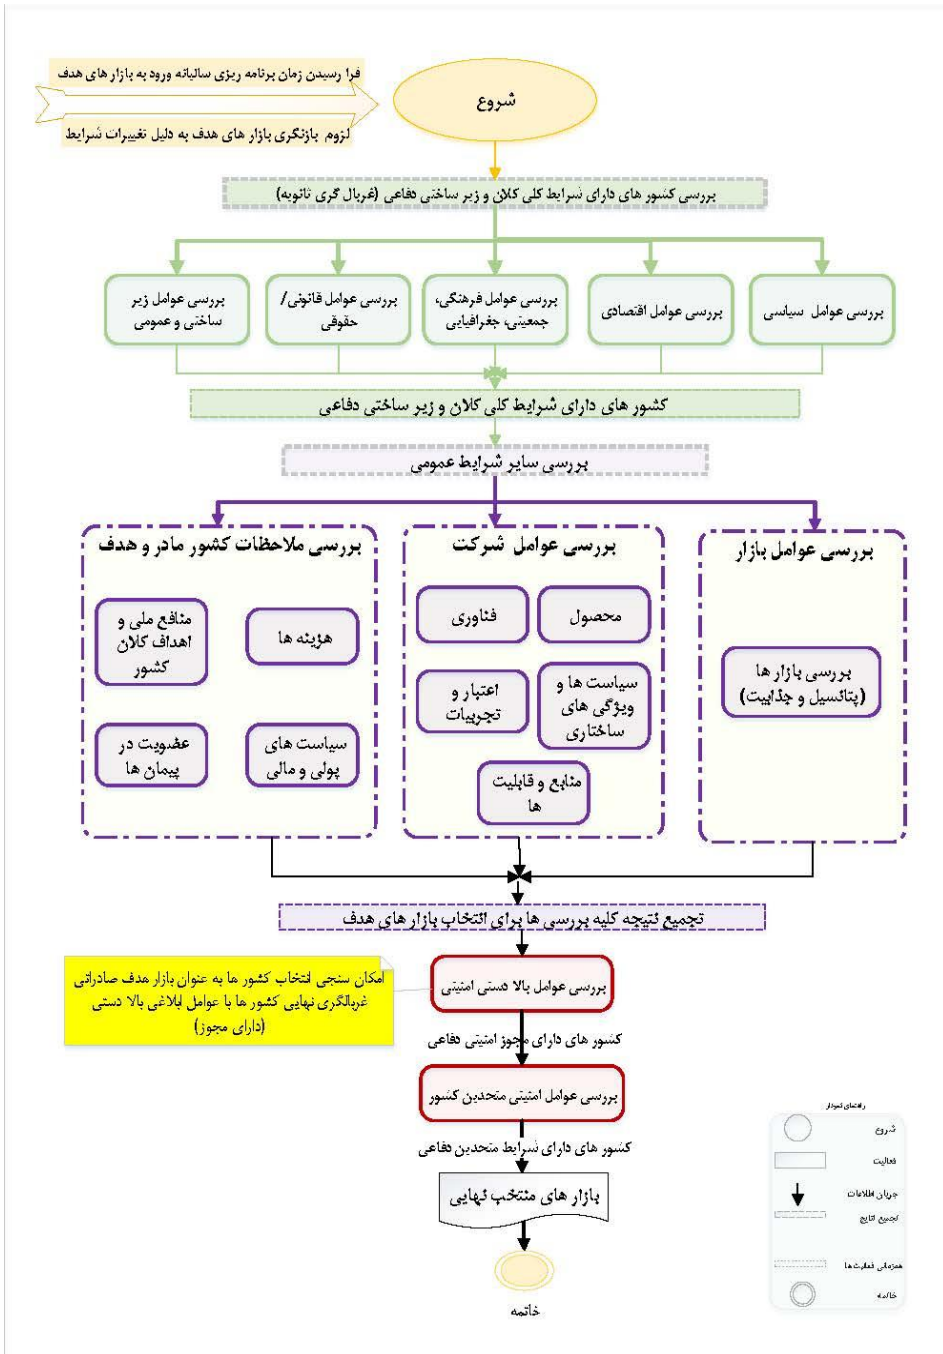 فرا رسیدن زمان برنامه ریزی سالیانه ورود به بازار های هدف
لزوم بازنگری بازار های هدف به دلیل تغییرات شرایط
شروع
بررسی کشور های دارای شرایط کلی کلان و زیر ساختی دفاعی (غربال گری ثانویه)
بررسی عوامل سیاسی
بررسی عوامل اقتصادی
بررسی عوامل فرهنگی،
جمعیتی، جغرافیایی
بررسی عوامل قانونی/
حقوقی
بررسی عوامل زیر
ساختی و عمومی
کشور های دارای شرایط کلی کلان و زیر ساختی دفاعی
بررسی سایر شرایط عمومی
بررسی عوامل بازار
بررسی بازار ها
(پتانسیل و جذابیت)
بررسی عوامل شرکت
محصول
فناوری
سیاست ها و
ویژگی های
ساختاری
اعتبار و
تجربیات
منابع و قابلیت
ها
بررسی ملاحظات کشور مادر و هدف
هزینه ها
منافع ملی و
اهداف کلان
کشور
سیاست های
پولی و مالی
عضویت در
پیمان ها
تجمیع نتیجه کلیه بررسی ها برای انتخاب بازار های هدف
بررسی عوامل بالا دستی امنیتی
امکان سنجی انتخاب کشور ها به عنوان بازار هدف صادراتی
غربالگری نهایی کشور ها با عوامل ابلاغی بالا دستی
(دارای مجوز)
کشور های دارای مجوز امنیتی دفاعی
بررسی عوامل امنیتی متحدین کشور
کشور های دارای شرایط متحدین دفاعی
بازار های منتخب نهایی
خاتمه
راهنمای نمودار
شروع
فعالیت
جریان اطلاعات
تجمیع نتایج
همزمانی فعالیت‌ها
خاتمه